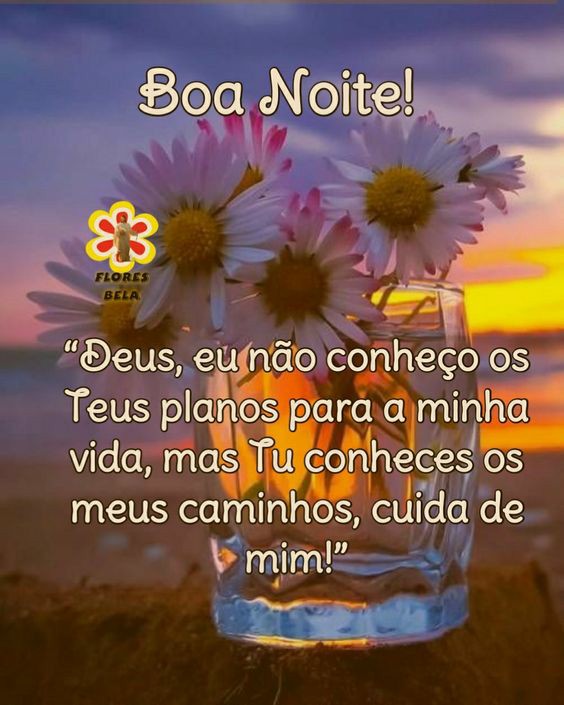 Boa Noite!
FLORES
BELA
“Deus, eu não conheço os
Teus planos para a minha
vida, mas Tu conheces os
meus caminhos, cuida de
mim!”